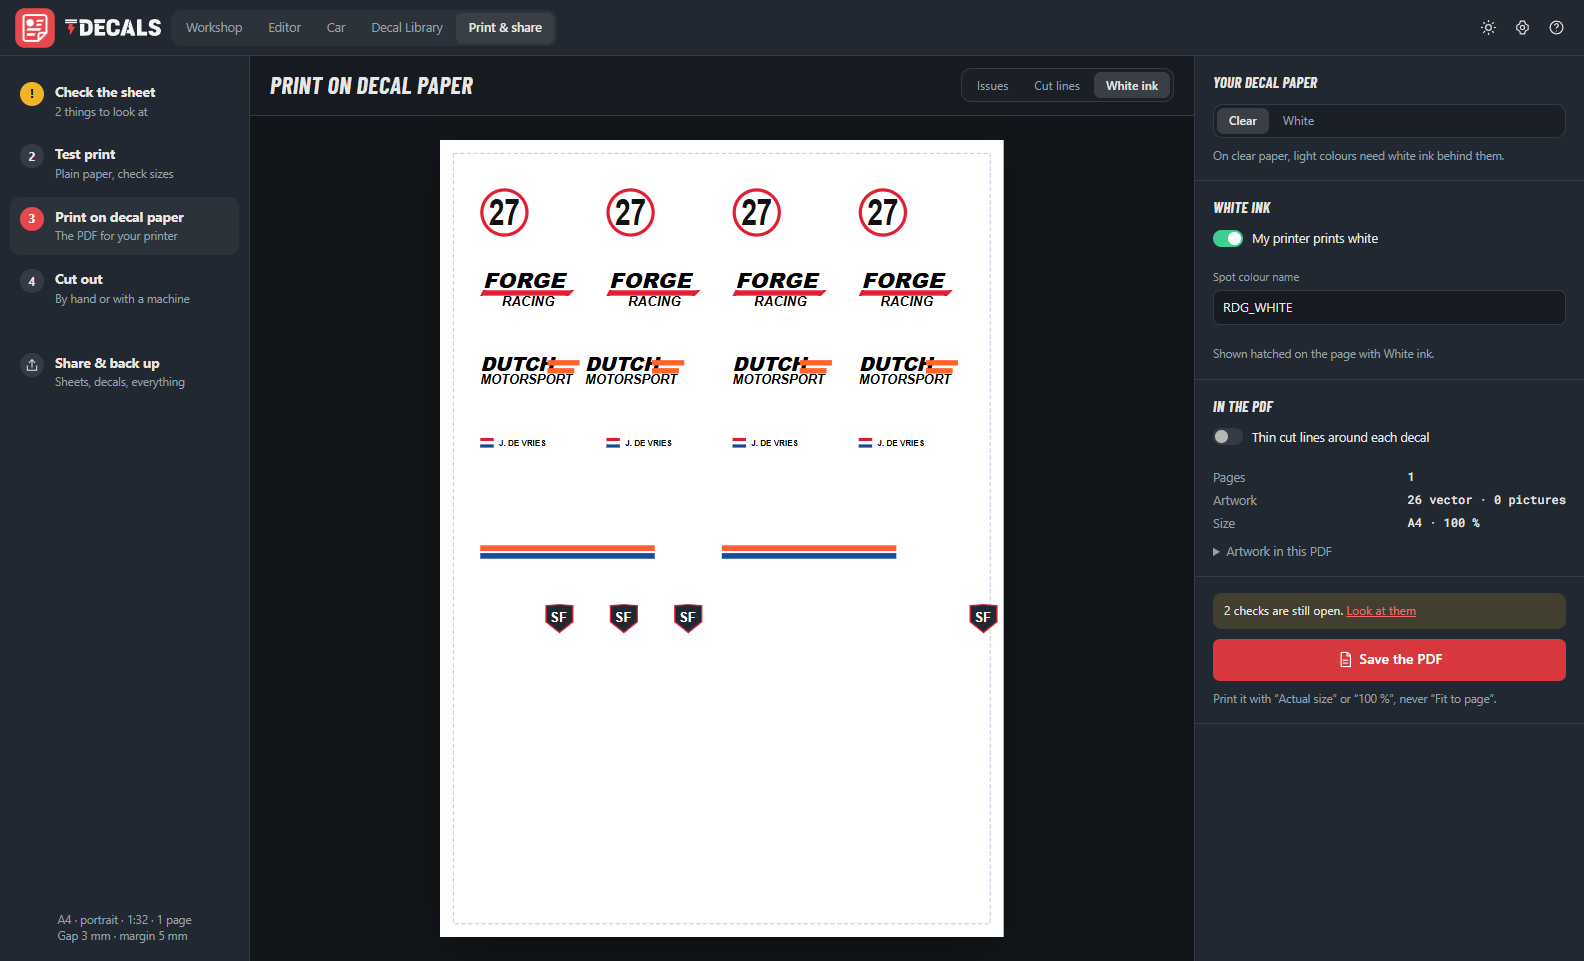 DECALS
Workshop
Editor
Car
Decal Library
Print & share
! Check the sheet
2 things to look at
2 Test print
Plain paper, check sizes
3 Print on decal paper
The PDF for your printer
4 Cut out
By hand or with a machine
Share & back up
Sheets, decals, everything
A4 · portrait · 1:32 · 1 page
Gap 3 mm · margin 5 mm
PRINT ON DECAL PAPER
Issues
Cut lines
White ink
27 27 27 27
FORGE FORGE FORGE FORGE
RACING RACING RACING RACING
DUTCH DUTCH DUTCH DUTCH
MOTORSPORT MOTORSPORT MOTORSPORT MOTORSPORT
J. DE VRIES J. DE VRIES J. DE VRIES J. DE VRIES
SF SF SF SF
YOUR DECAL PAPER
Clear White
On clear paper, light colours need white ink behind them.
WHITE INK
My printer prints white
Spot colour name
RDG_WHITE
Shown hatched on the page with White ink.
IN THE PDF
Thin cut lines around each decal
Pages 1
Artwork 26 vector · 0 pictures
Size A4 · 100 %
Artwork in this PDF
2 checks are still open. Look at them
Save the PDF
Print it with “Actual size” or “100 %”, never “Fit to page”.